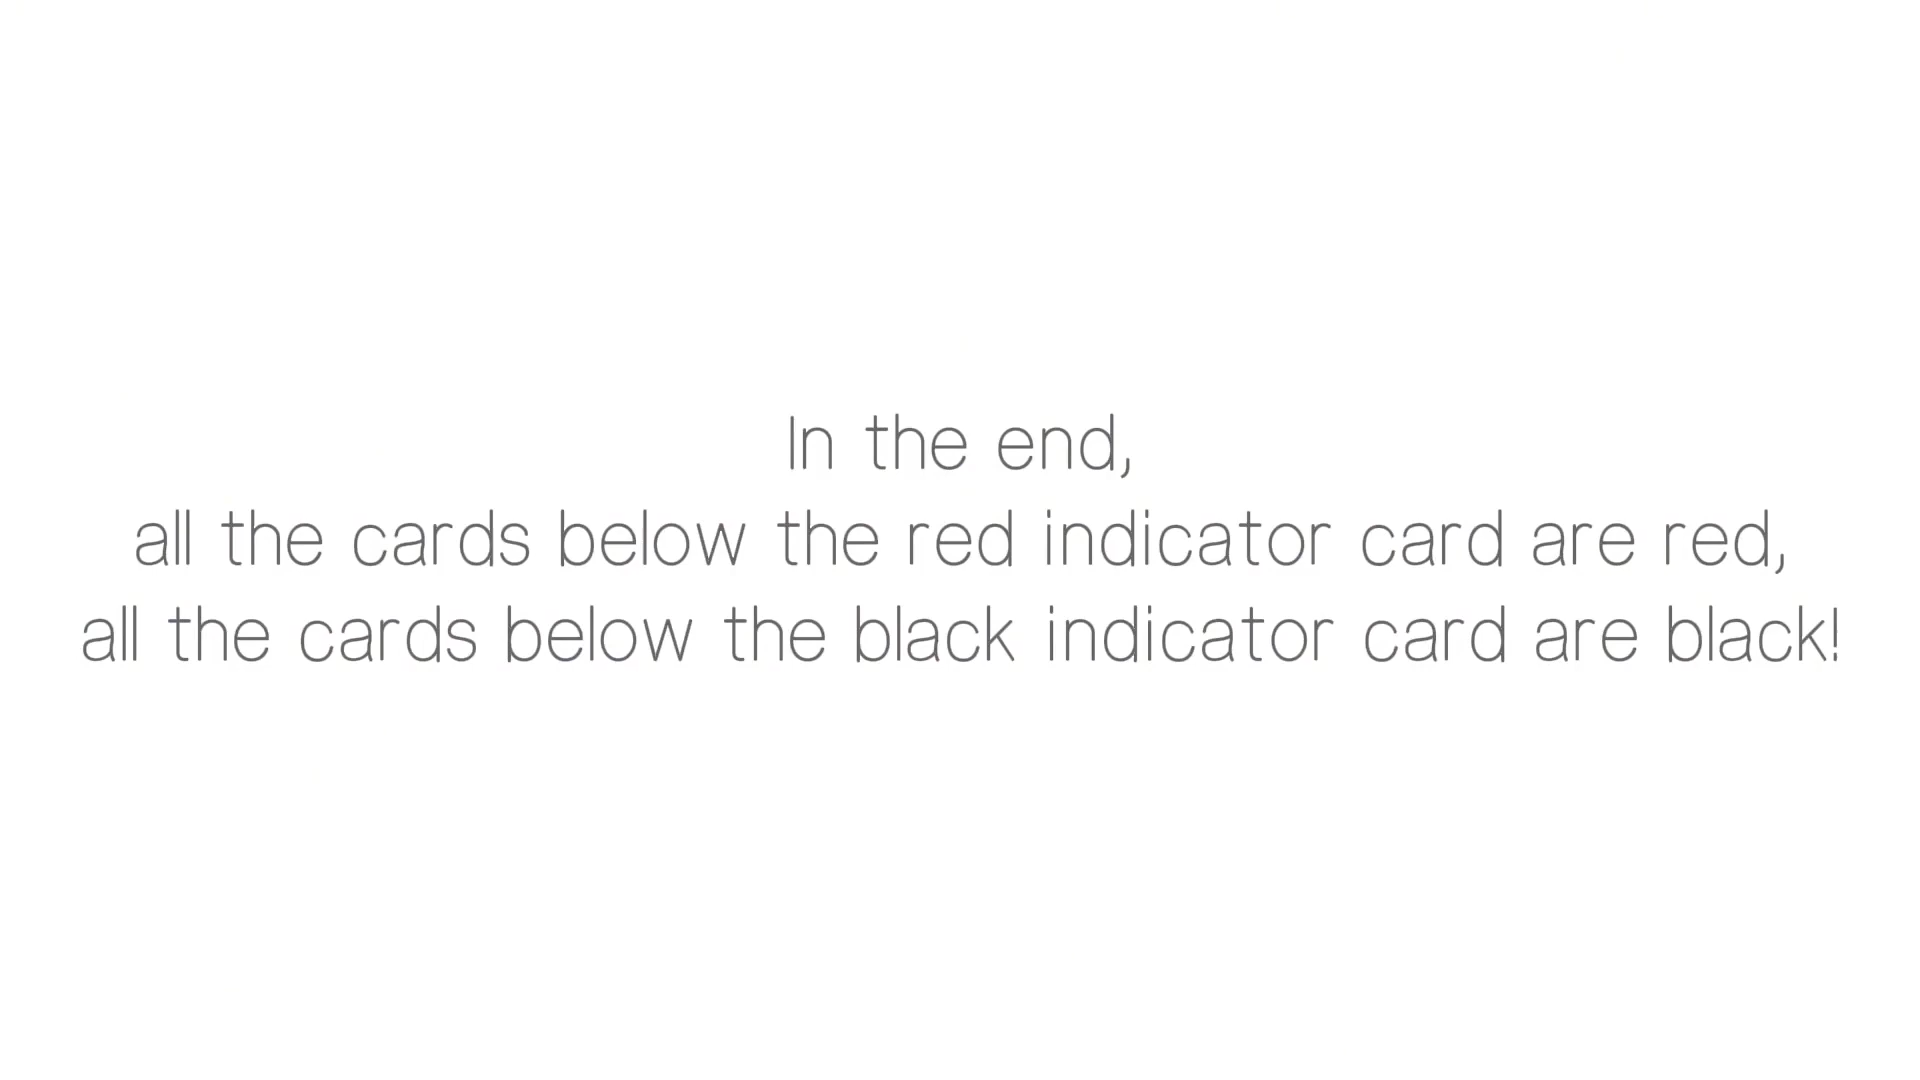 In the end,
all the cards below the red indicator card are red,
all the cards below the black indicator card are black!